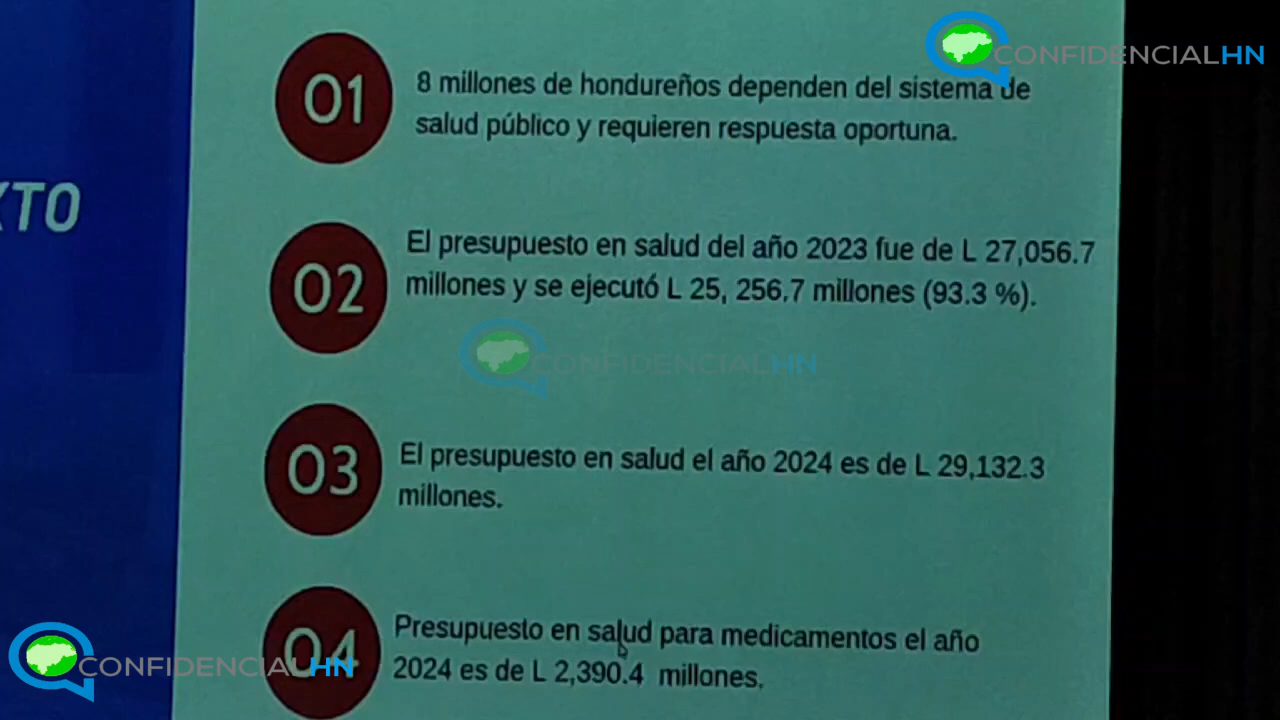 CONFIDENCIALHN
01
8 millones de hondureños dependen del sistema de
salud público y requieren respuesta oportuna.
XTO
02
El presupuesto en salud del año 2023 fue de L 27,056.7
millones y se ejecutó L 25, 256.7 millones (93.3 %).
CONFIDENCIALHN
03
El presupuesto en salud el año 2024 es de L 29,132.3
millones.
04
Presupuesto en salud para medicamentos el año
2024 es de L 2,390.4 millones.
CONFIDENCIALHN